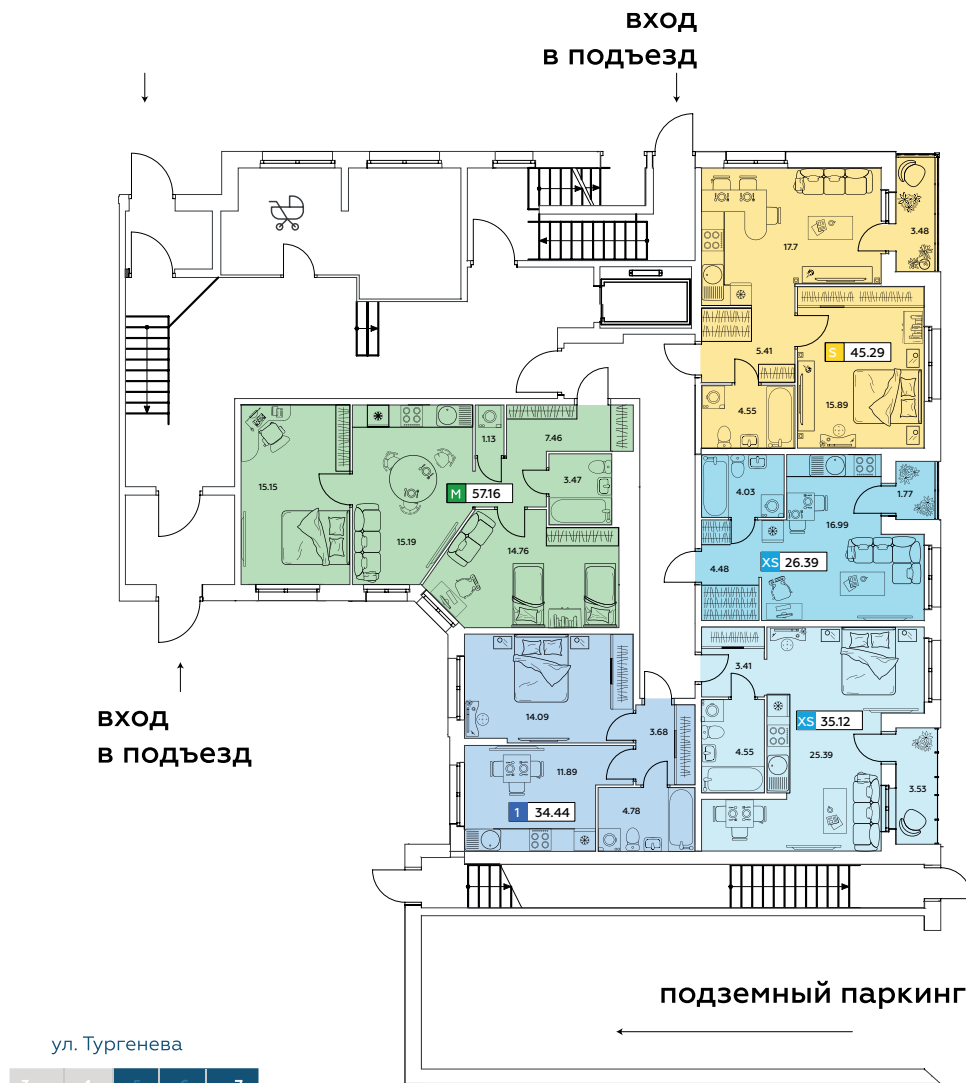 вход
в подъезд
3.48
17.7
5.41
S 45.29
15.89
4.55
1.13
7.46
15.15
3.47
M 57.16
4.03
1.77
16.99
15.19
14.76
XS 26.39
4.48
3.41
14.09
3.68
XS 35.12
4.55
25.39
11.89
3.53
1 34.44
4.78
вход
в подъезд
подземный паркинг
ул. Тургенева